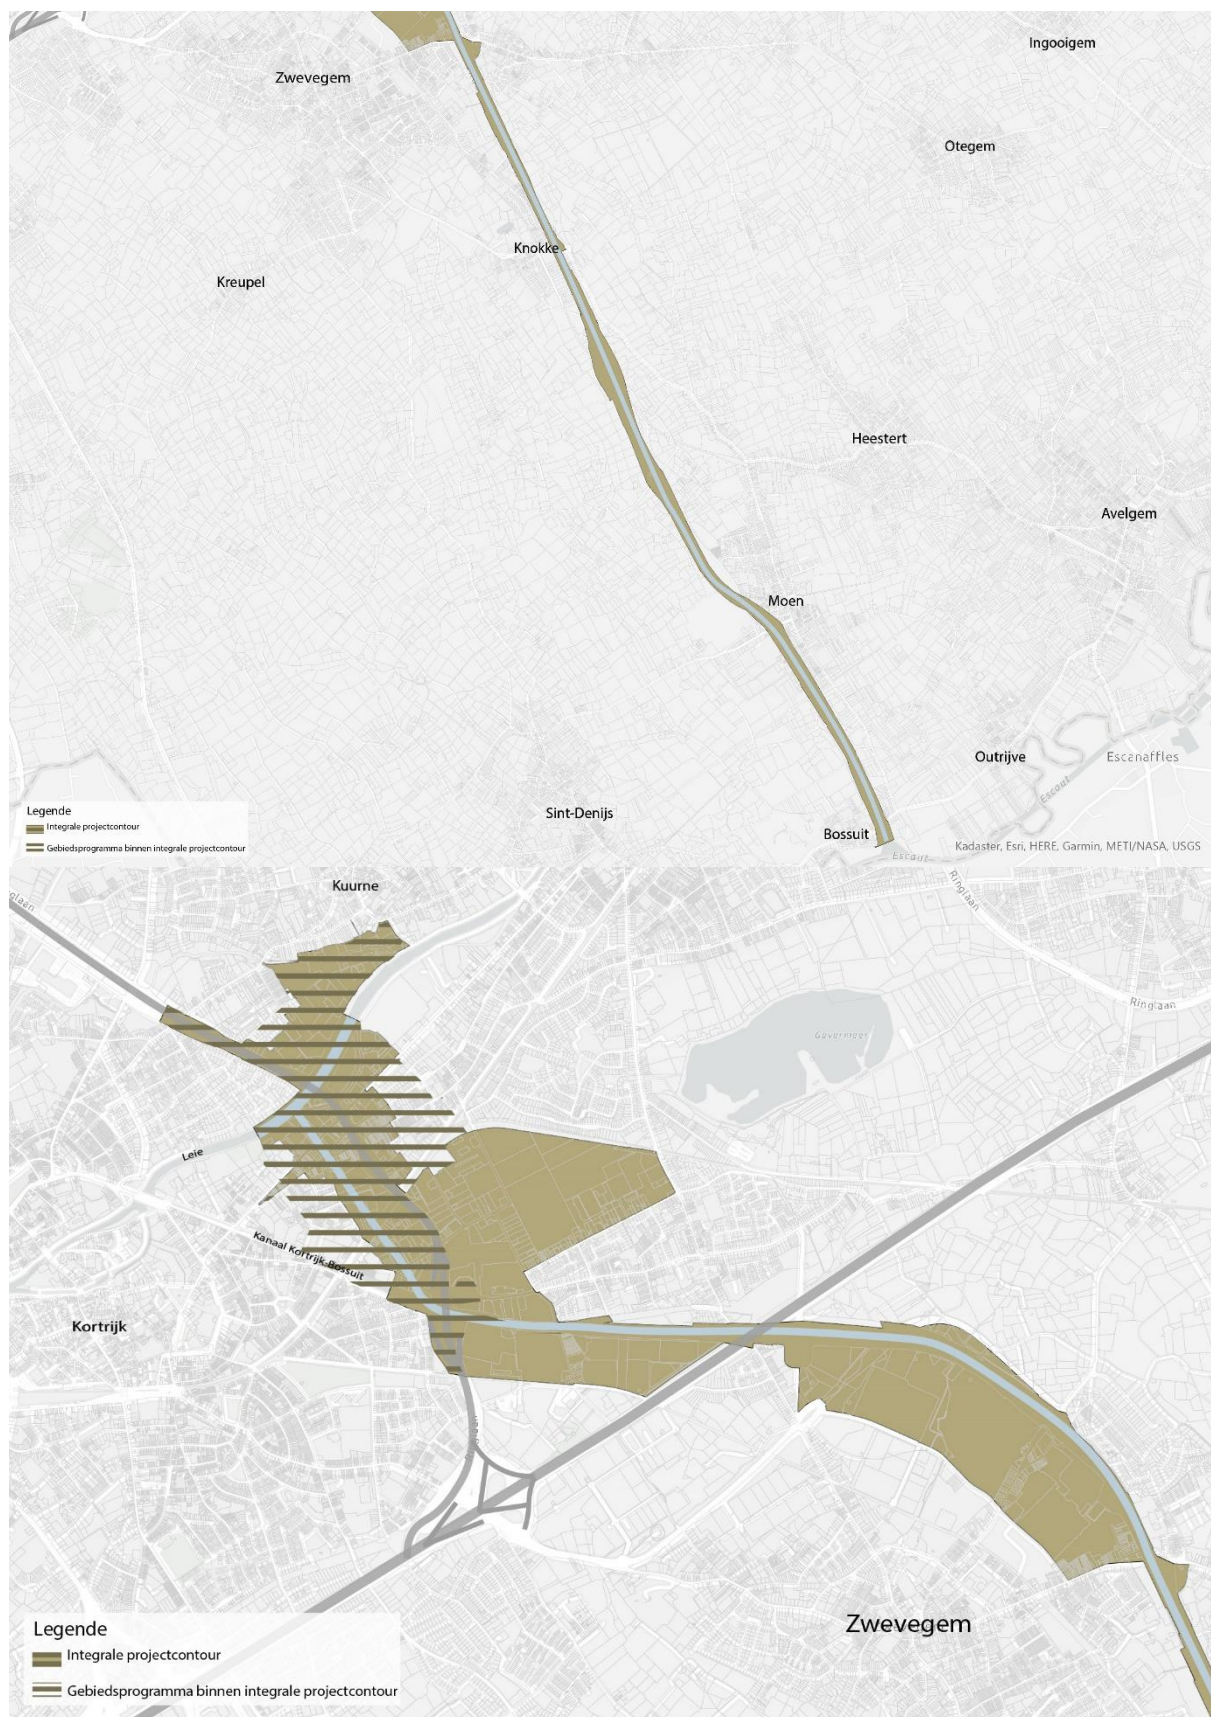 Ingooigem
Zwevegem
Otegem
Knokke
Kreupel
Heestert
Avelgem
Moen
Outrijve
Escanaffles
Escaut
Legende
Integrale projectcontour
Gebiedsprogramma binnen integrale projectcontour
Sint-Denijs
Bossuit
Kadaster, Esri, HERE, Garmin, METI/NASA, USGS
Escaut
Kuurne
Ringlaan
Ringlaan
Gavermeer
Leie
Kanaal Kortrijk-Bossuit
Kortrijk
Zwevegem
Legende
Integrale projectcontour
Gebiedsprogramma binnen integrale projectcontour